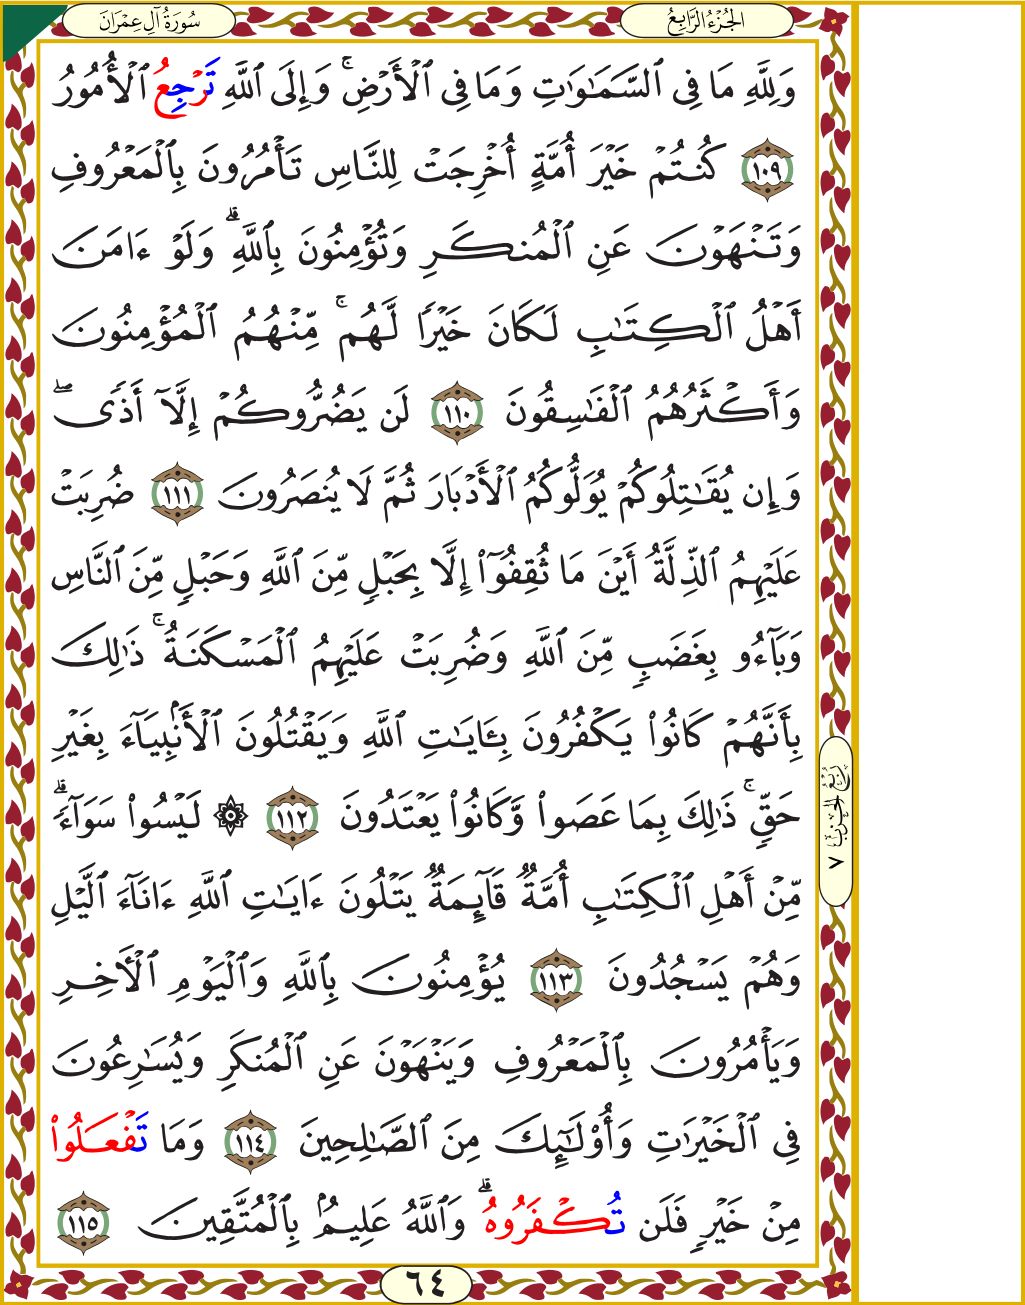 سُورَةُ آلِ عِمْرَان
الجُزْءُ الرَّابِعُ
وَلِلَّهِ مَا فِى ٱلسَّمَٰوَٰتِ وَمَا فِى ٱلْأَرْضِ ۚ وَإِلَى ٱللَّهِ تَرْجِعُ ٱلْأُمُورُ
١٠٩ كُنتُمْ خَيْرَ أُمَّةٍ أُخْرِجَتْ لِلنَّاسِ تَأْمُرُونَ بِٱلْمَعْرُوفِ
وَتَنْهَوْنَ عَنِ ٱلْمُنكَرِ وَتُؤْمِنُونَ بِٱللَّهِ ۗ وَلَوْ ءَامَنَ
أَهْلُ ٱلْكِتَٰبِ لَكَانَ خَيْرًا لَّهُم ۚ مِّنْهُمُ ٱلْمُؤْمِنُونَ
وَأَكْثَرُهُمُ ٱلْفَٰسِقُونَ ١١٠ لَن يَضُرُّوكُمْ إِلَّآ أَذًى ۖ
وَإِن يُقَٰتِلُوكُمْ يُوَلُّوكُمُ ٱلْأَدْبَارَ ثُمَّ لَا يُنصَرُونَ ١١١ ضُرِبَتْ
عَلَيْهِمُ ٱلذِّلَّةُ أَيْنَ مَا ثُقِفُوٓا۟ إِلَّا بِحَبْلٍ مِّنَ ٱللَّهِ وَحَبْلٍ مِّنَ ٱلنَّاسِ
وَبَآءُو بِغَضَبٍ مِّنَ ٱللَّهِ وَضُرِبَتْ عَلَيْهِمُ ٱلْمَسْكَنَةُ ۚ ذَٰلِكَ
بِأَنَّهُمْ كَانُوا۟ يَكْفُرُونَ بِـَٔايَٰتِ ٱللَّهِ وَيَقْتُلُونَ ٱلْأَنۢبِيَآءَ بِغَيْرِ
حَقٍّ ۚ ذَٰلِكَ بِمَا عَصَوا۟ وَّكَانُوا۟ يَعْتَدُونَ ١١٢ ۞ لَيْسُوا۟ سَوَآءً ۗ
مِّنْ أَهْلِ ٱلْكِتَٰبِ أُمَّةٌ قَآئِمَةٌ يَتْلُونَ ءَايَٰتِ ٱللَّهِ ءَانَآءَ ٱلَّيْلِ
وَهُمْ يَسْجُدُونَ ١١٣ يُؤْمِنُونَ بِٱللَّهِ وَٱلْيَوْمِ ٱلْءَاخِرِ
وَيَأْمُرُونَ بِٱلْمَعْرُوفِ وَيَنْهَوْنَ عَنِ ٱلْمُنكَرِ وَيُسَٰرِعُونَ
فِى ٱلْخَيْرَٰتِ وَأُو۟لَٰٓئِكَ مِنَ ٱلصَّٰلِحِينَ ١١٤ وَمَا تَفْعَلُوا۟
مِنْ خَيْرٍ فَلَن تُكْفَرُوهُ ۗ وَٱللَّهُ عَلِيمٌۢ بِٱلْمُتَّقِينَ ١١٥
رُبْعُ الحِزْبِ ٧
٦٤